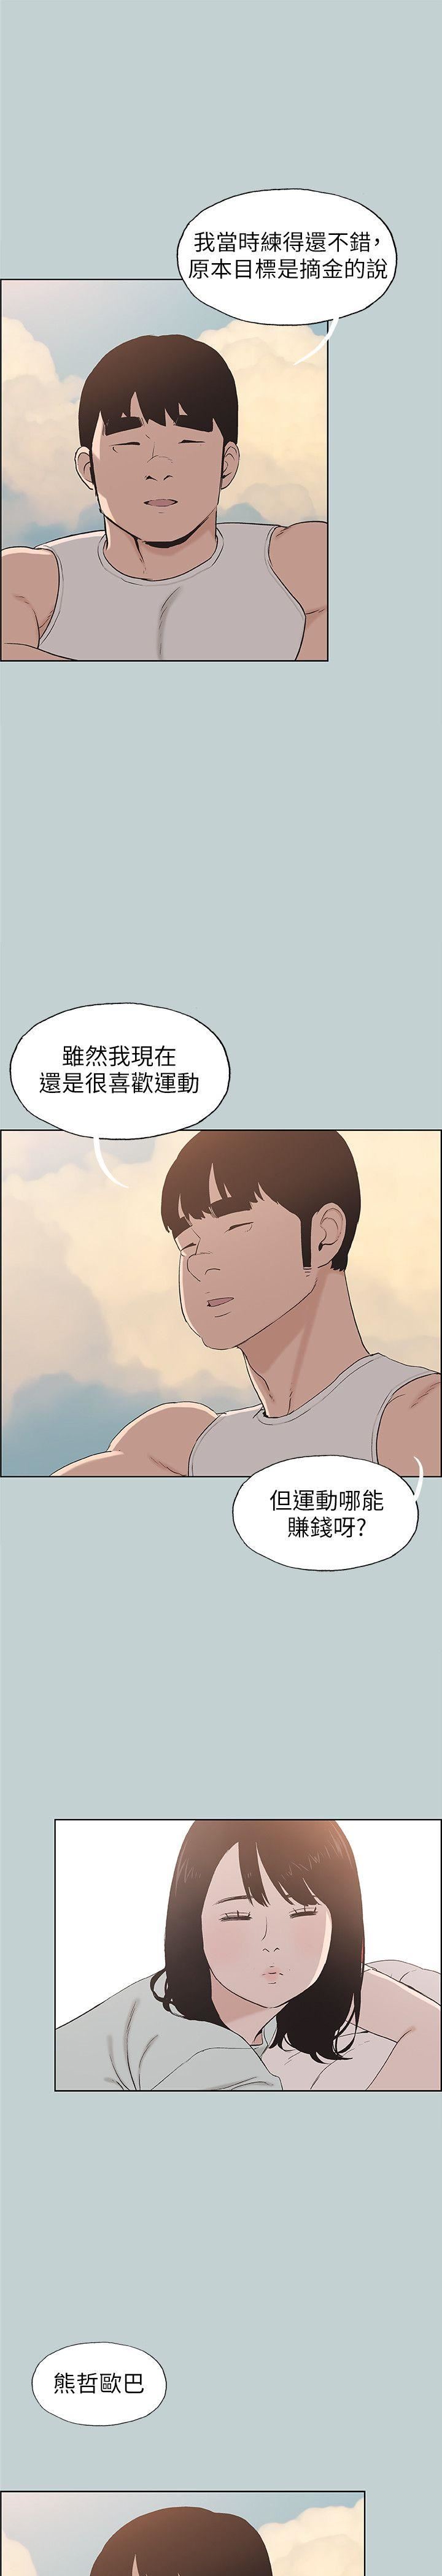 我當時練得還不錯，
原本目標是摘金的說
雖然我現在
還是很喜歡運動
但運動哪能
賺錢呀?
熊哲歐巴